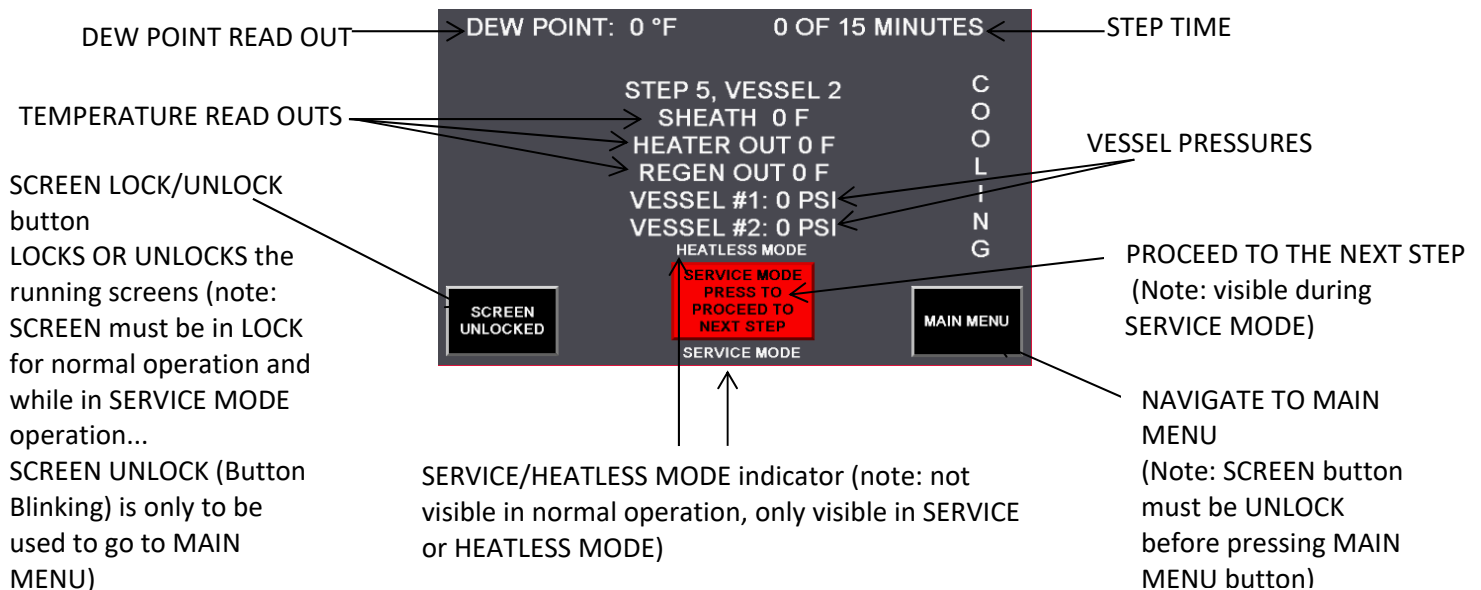 DEW POINT READ OUT
DEW POINT: 0 °F
0 OF 15 MINUTES
STEP TIME
TEMPERATURE READ OUTS
STEP 5, VESSEL 2
SHEATH 0 F
HEATER OUT 0 F
REGEN OUT 0 F
VESSEL #1: 0 PSI
VESSEL #2: 0 PSI
HEATLESS MODE
C
O
O
L
I
N
G
VESSEL PRESSURES
SCREEN LOCK/UNLOCK
button
LOCKS OR UNLOCKS the
running screens (note:
SCREEN must be in LOCK
for normal operation and
while in SERVICE MODE
operation...
SCREEN UNLOCK (Button
Blinking) is only to be
used to go to MAIN
MENU)
SCREEN
UNLOCKED
SERVICE MODE
PRESS TO
PROCEED TO
NEXT STEP
SERVICE MODE
MAIN MENU
PROCEED TO THE NEXT STEP
(Note: visible during
SERVICE MODE)
SERVICE/HEATLESS MODE indicator (note: not
visible in normal operation, only visible in SERVICE
or HEATLESS MODE)
NAVIGATE TO MAIN
MENU
(Note: SCREEN button
must be UNLOCK
before pressing MAIN
MENU button)